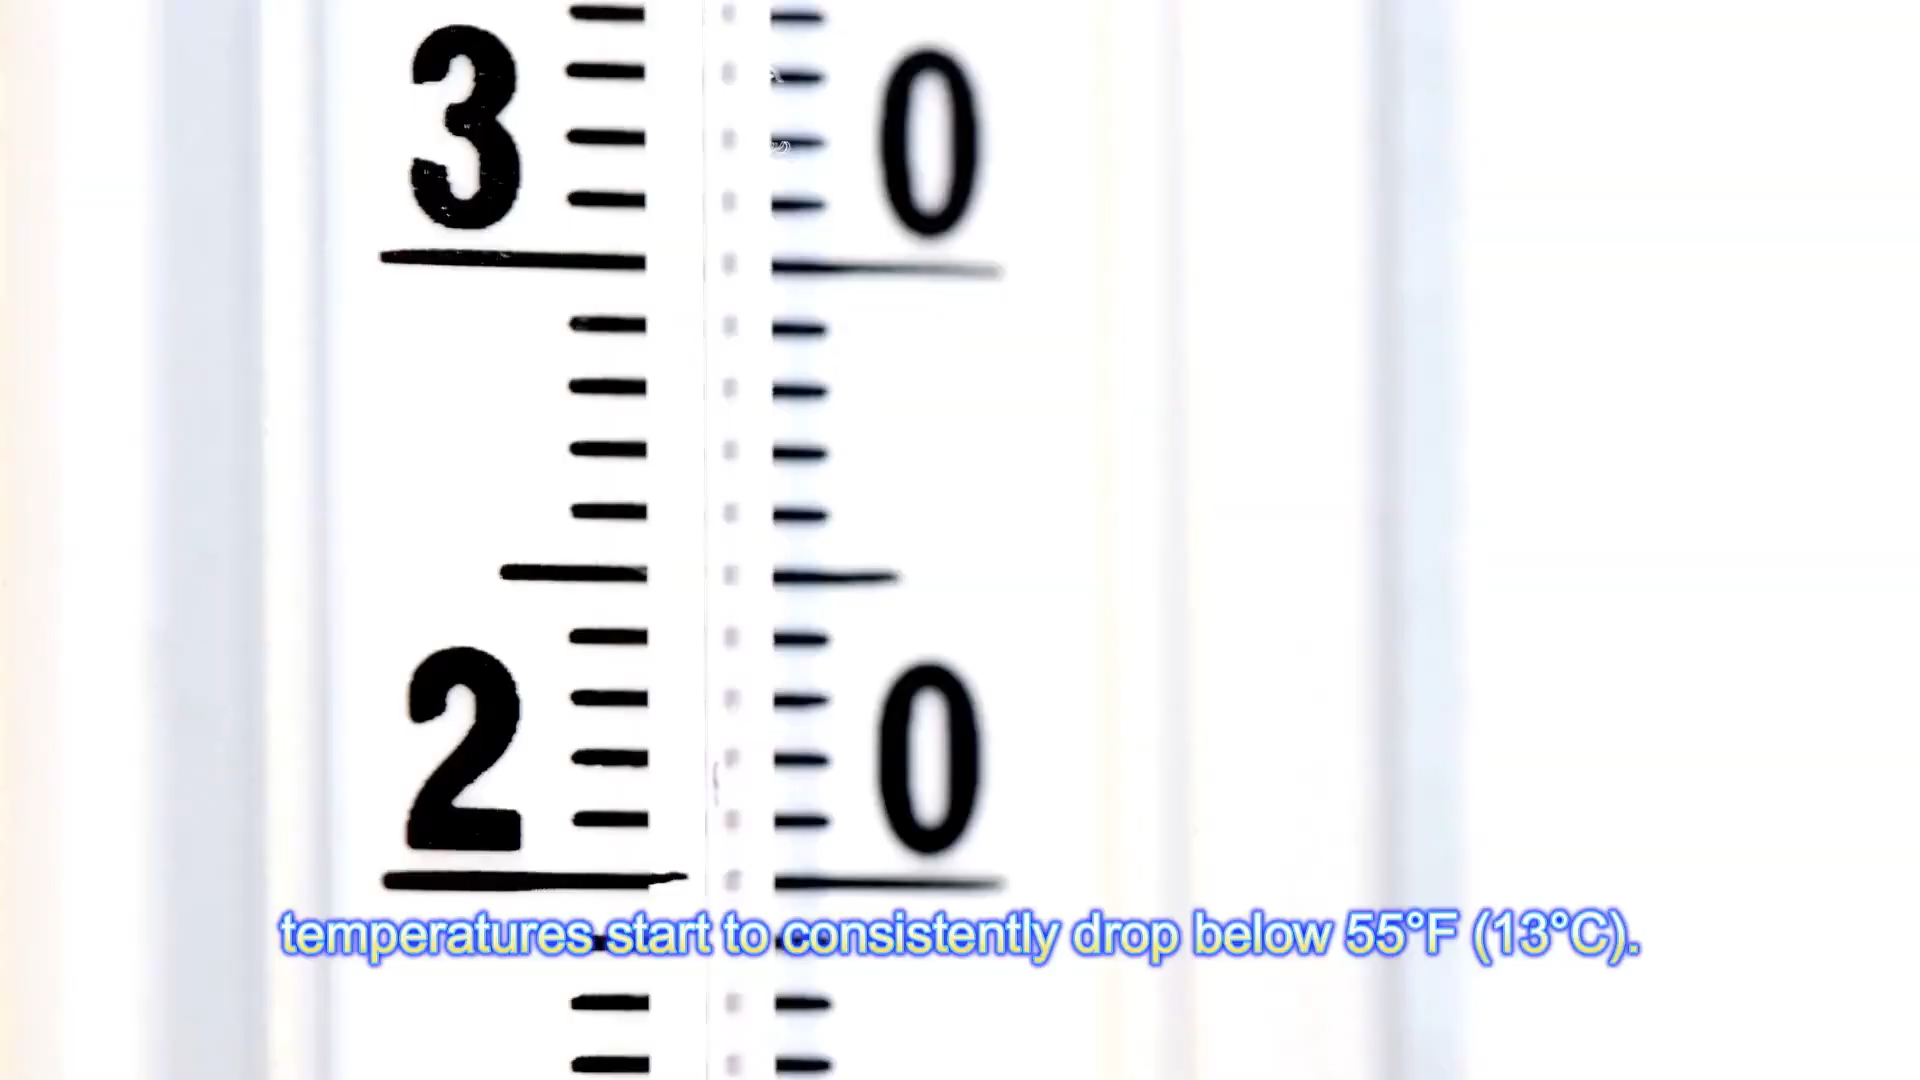 3 0
2 0
temperatures start to consistently drop below 55°F (13°C).